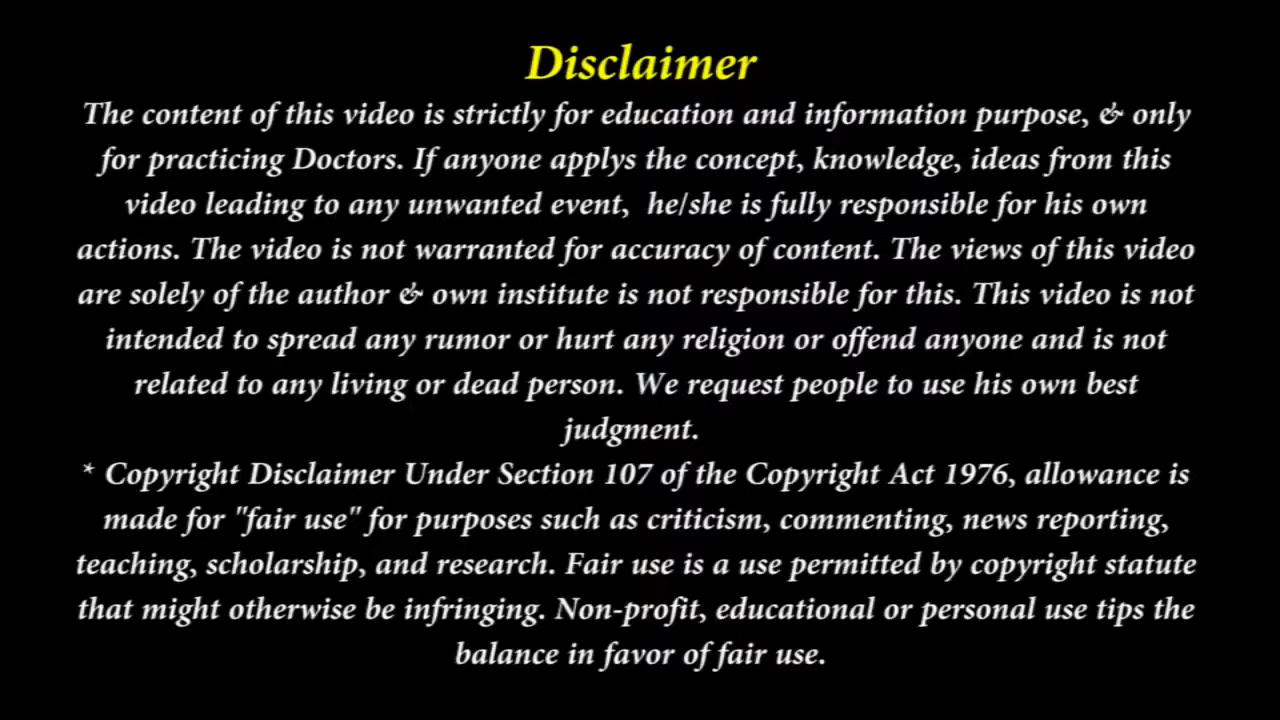 Disclaimer
The content of this video is strictly for education and information purpose, & only
for practicing Doctors. If anyone applys the concept, knowledge, ideas from this
video leading to any unwanted event,  he/she is fully responsible for his own
actions. The video is not warranted for accuracy of content. The views of this video
are solely of the author & own institute is not responsible for this. This video is not
intended to spread any rumor or hurt any religion or offend anyone and is not
related to any living or dead person. We request people to use his own best
judgment.
* Copyright Disclaimer Under Section 107 of the Copyright Act 1976, allowance is
made for "fair use" for purposes such as criticism, commenting, news reporting,
teaching, scholarship, and research. Fair use is a use permitted by copyright statute
that might otherwise be infringing. Non-profit, educational or personal use tips the
balance in favor of fair use.